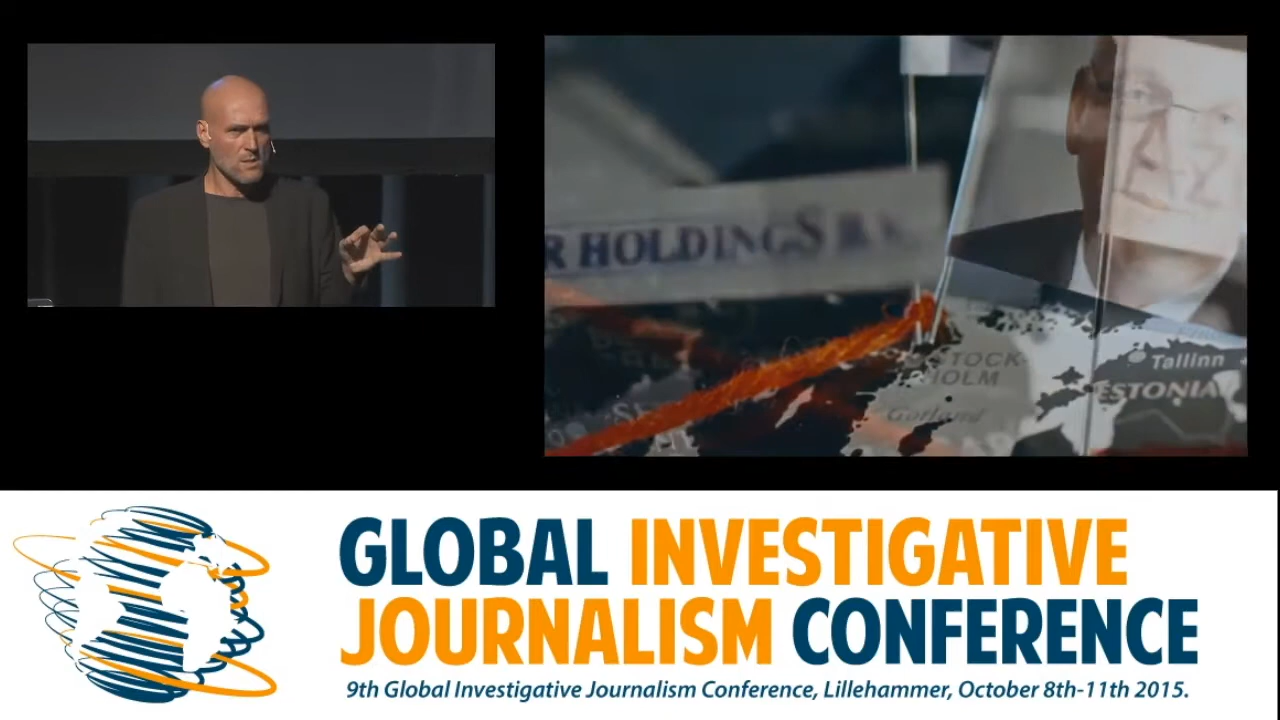 R HOLDINGS
STOCK-
HOLM
Tallinn
ESTONIA
Gotland
GLOBAL INVESTIGATIVE
JOURNALISM CONFERENCE
9th Global Investigative Journalism Conference, Lillehammer, October 8th-11th 2015.